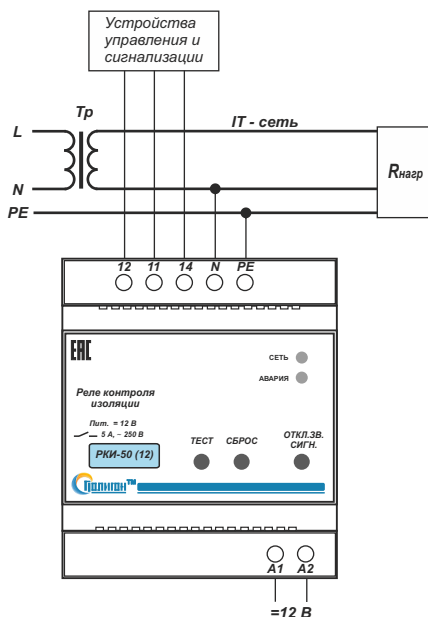 Устройства
управления и
сигнализации
Тр
L
IT - сеть
N
Rнагр
PE
12 11 14 N PE
EAC
СЕТЬ
АВАРИЯ
Реле контроля
изоляции
Пит. = 12 В
5 А, ~ 250 В
РКИ-50 (12)
ТЕСТ СБРОС ОТКЛ.ЗВ.
СИГН.
Полигон™
A1 A2
=12 В